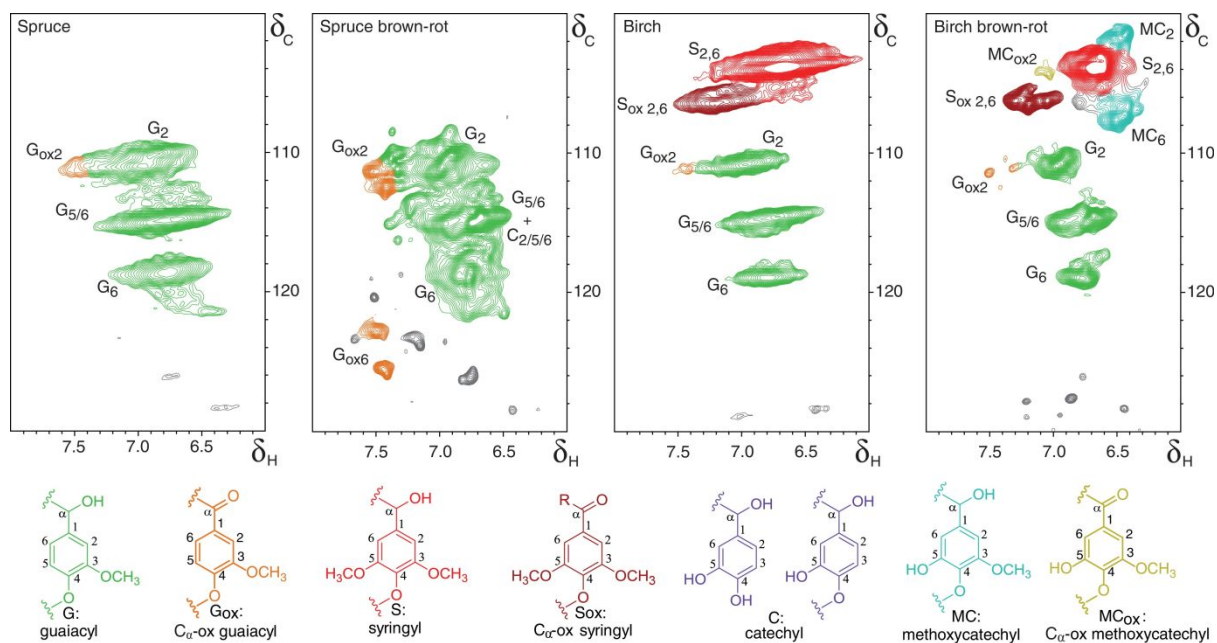 Spruce
δC
Gox2
G2
G5/6
G6
110
120
7.5 7.0 6.5
δH
Spruce brown-rot
Gox2
G2
G5/6
+
C2/5/6
G6
Gox6
7.5 7.0 6.5
Birch
δC
S2,6
Sox 2,6
Gox2
G2
G5/6
G6
110
120
7.5 7.0 6.5
δH
Birch brown-rot
δC
MC2
MCox2
S2,6
Sox 2,6
MC6
G2
Gox2
G5/6
G6
110
120
7.5 7.0 6.5
δH
OH
α
1
6 2
5 3
4 OCH3
O
G:
guaiacyl
O
α
1
6 2
5 3
4 OCH3
O
Gox:
Cα-ox guaiacyl
OH
α
1
6 2
5 3
H3CO 4 OCH3
O
S:
syringyl
R O
α
1
6 2
5 3
H3CO 4 OCH3
O
Sox:
Cα-ox syringyl
OH
α
1
6 2
5 3
HO 4
OH
OH
α
1
6 2
5 3
HO 4
O
C:
catechyl
OH
α
1
6 2
5 3
HO 4 OCH3
O
MC:
methoxycatechyl
O
α
1
6 2
5 3
HO 4 OCH3
O
MCox:
Cα-ox methoxycatechyl